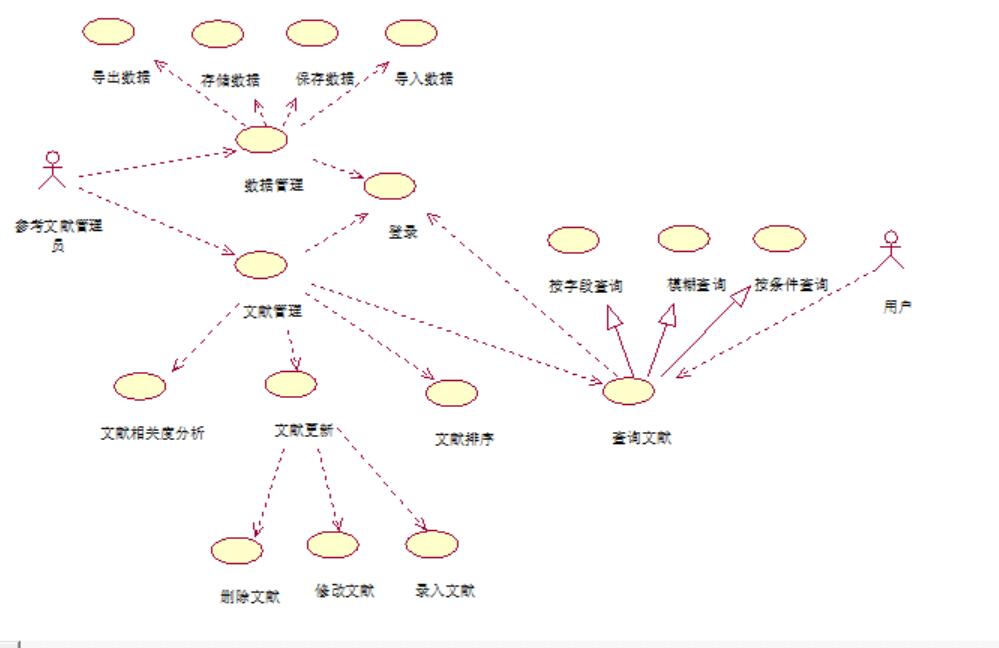 导出数据
存储数据
保存数据
导入数据
数据管理
参考文献管理
员
登录
按字段查询
模糊查询
按条件查询
用户
文献管理
文献相关度分析
文献更新
文献排序
查询文献
删除文献
修改文献
录入文献